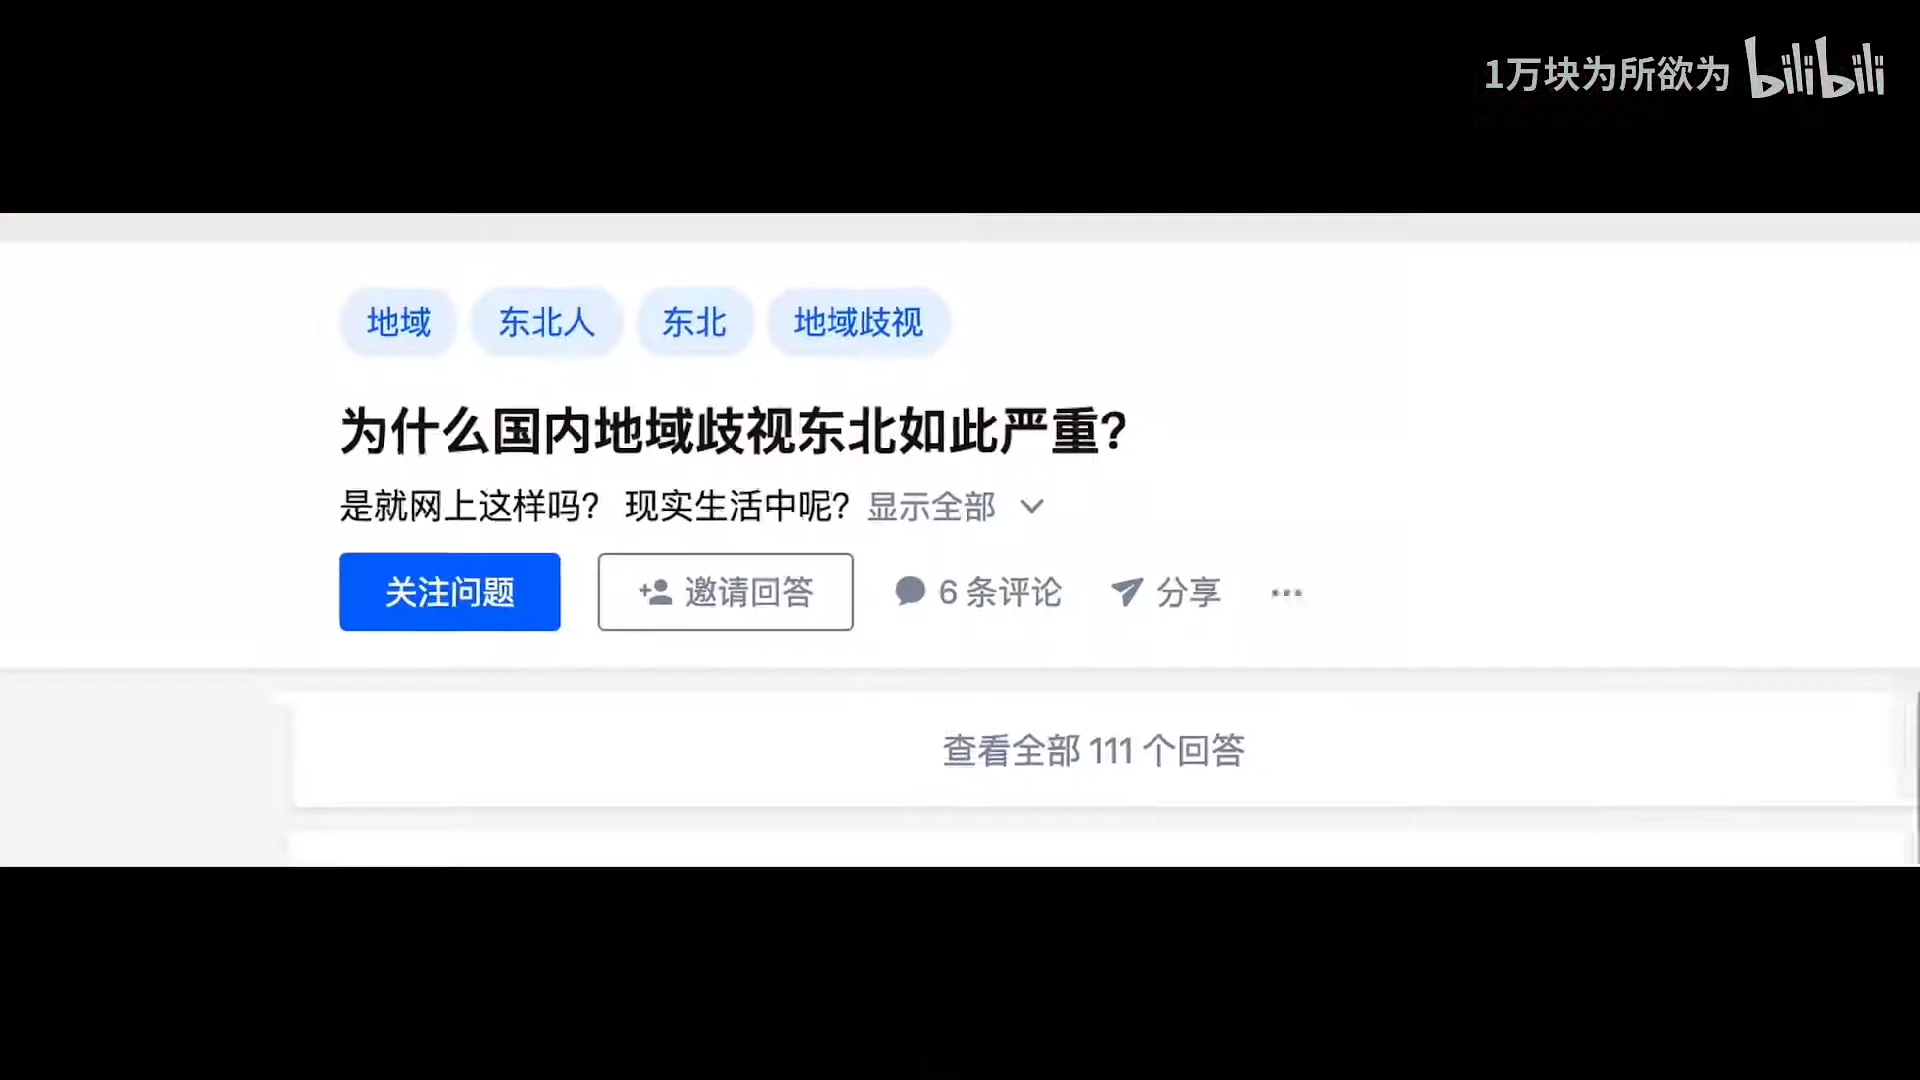 1万块为所欲为 bilibili
地域 东北人 东北 地域歧视
为什么国内地域歧视东北如此严重?
是就网上这样吗? 现实生活中呢? 显示全部
关注问题 邀请回答 6 条评论 分享 ...
查看全部 111 个回答